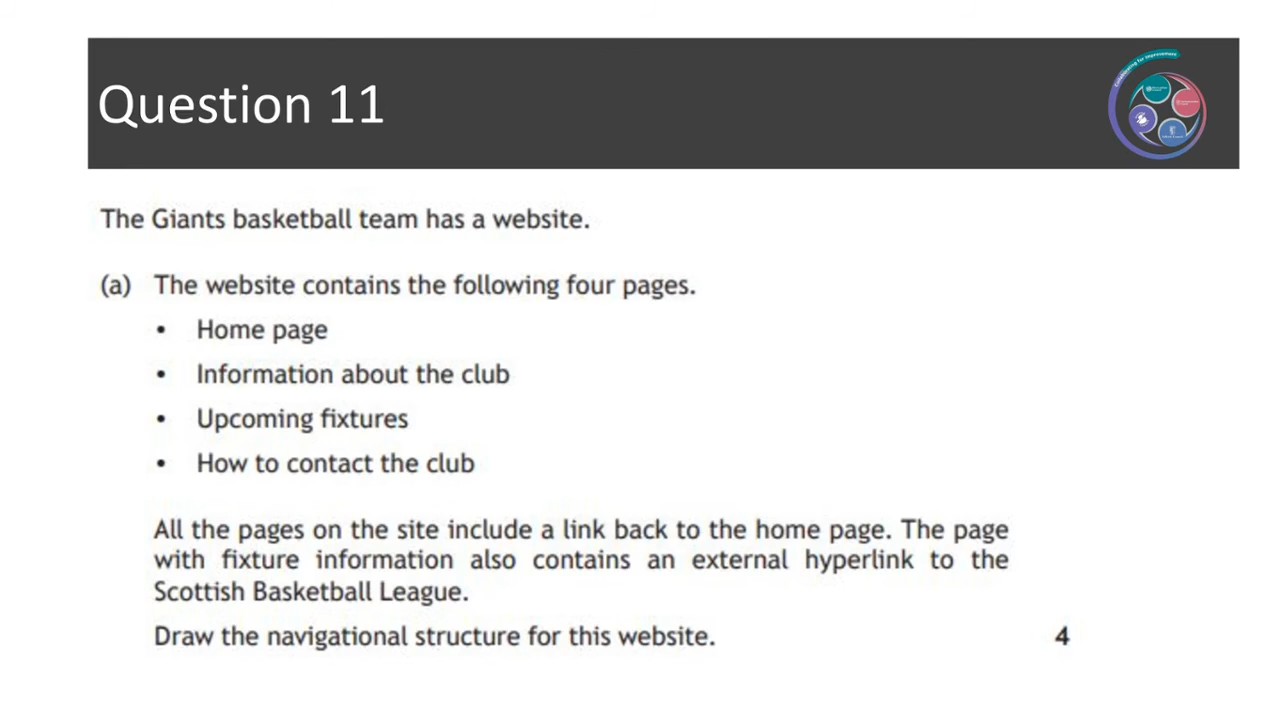 Question 11
Collaborating for Improvement
The Giants basketball team has a website.
(a) The website contains the following four pages.
• Home page
• Information about the club
• Upcoming fixtures
• How to contact the club
All the pages on the site include a link back to the home page. The page
with fixture information also contains an external hyperlink to the
Scottish Basketball League.
Draw the navigational structure for this website. 4